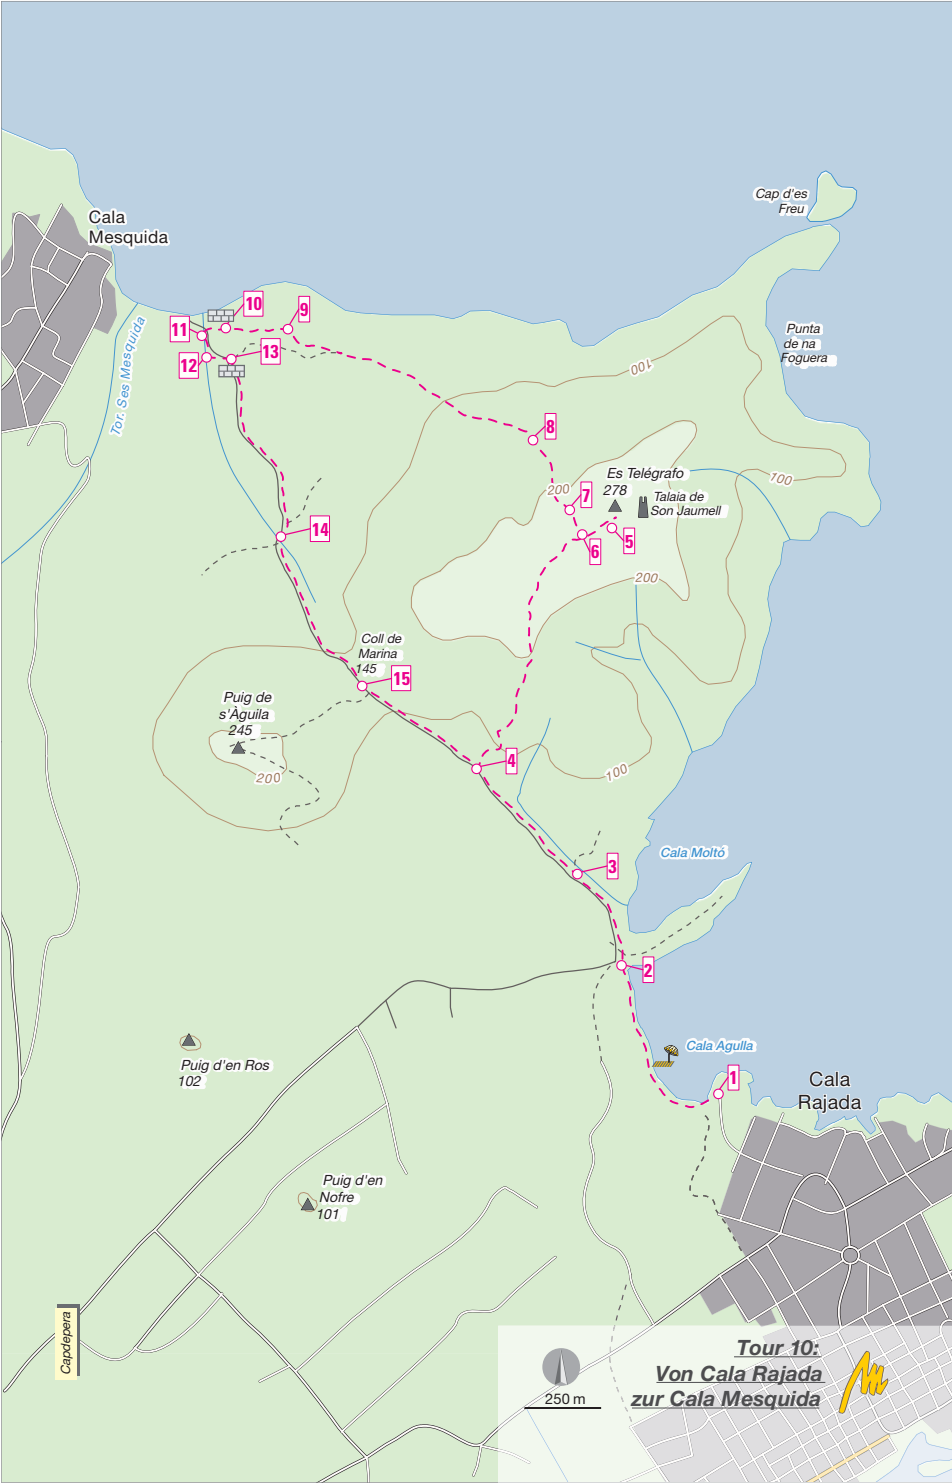 Cap d'es
Freu
Cala
Mesquida
10
9
11
12
13
Tor. Ses Mesquida
Punta
de na
Foguera
100
8
Es Telégrafo
278
200
7
Talaia de
Son Jaumell
100
14
6
5
200
Coll de
Marina
145
15
Puig de
s'Àguila
245
200
4
100
Cala Moltó
3
2
Cala Agulla
Puig d'en Ros
102
1
Cala
Rajada
Puig d'en
Nofre
101
Capdepera
250 m
Tour 10:
Von Cala Rajada
zur Cala Mesquida